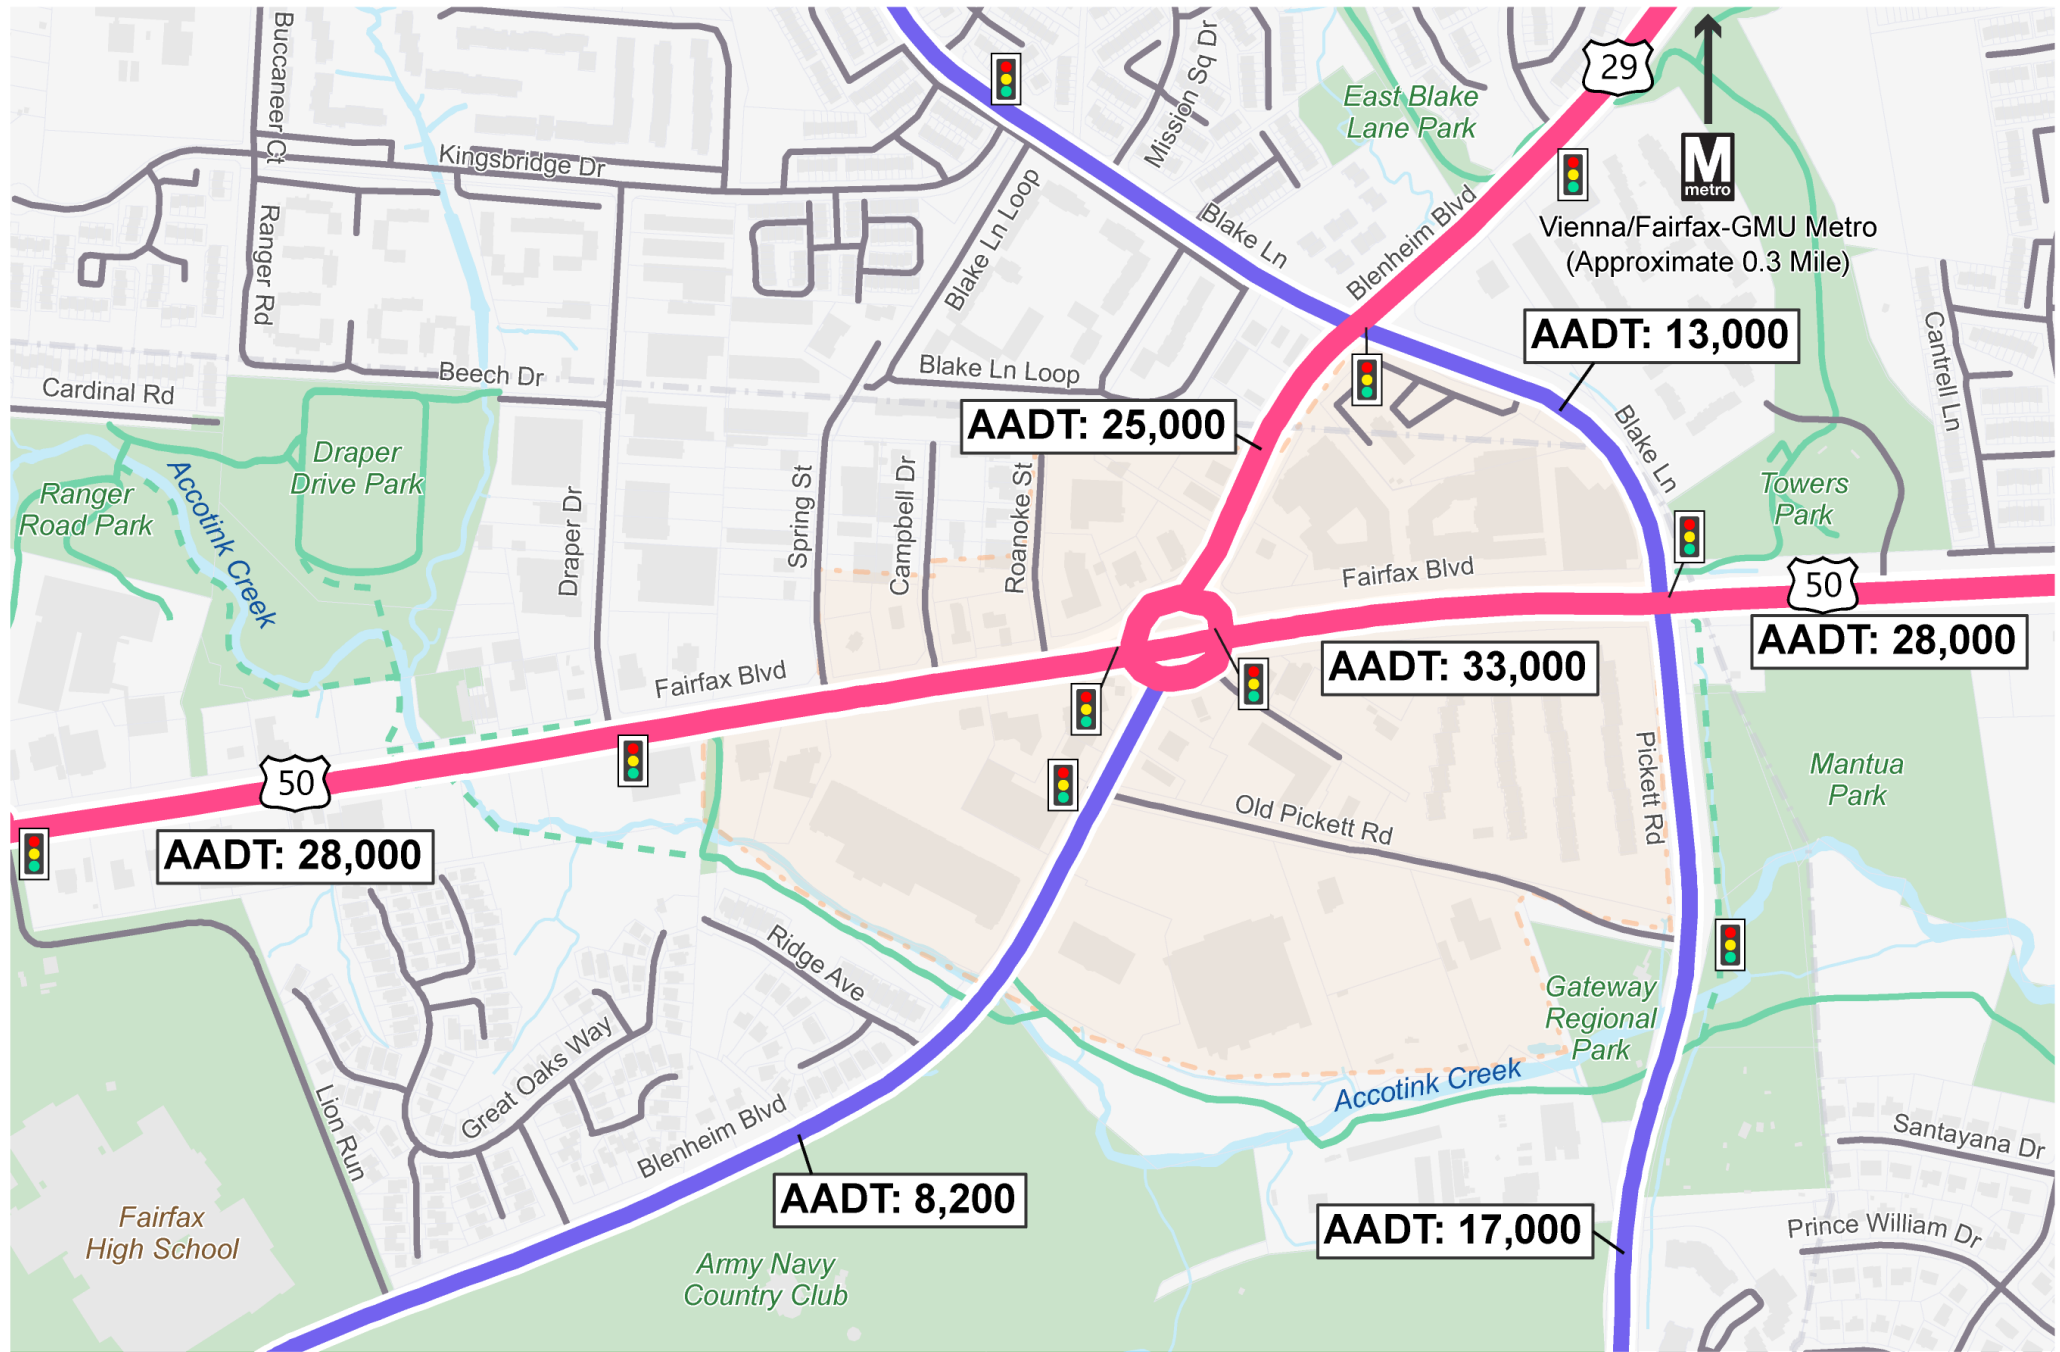 Buccaneer Ct
Mission Sq Dr
29
East Blake
Lane Park
M
metro
Kingsbridge Dr
Vienna/Fairfax-GMU Metro
(Approximate 0.3 Mile)
Ranger Rd
Blake Ln Loop
Blake Ln
Blenheim Blvd
AADT: 13,000
Cantrell Ln
Cardinal Rd
Beech Dr
Blake Ln Loop
AADT: 25,000
Blake Ln
Draper
Drive Park
Ranger
Road Park
Accotink Creek
Towers
Park
Draper Dr
Spring St
Campbell Dr
Roanoke St
Fairfax Blvd
50
AADT: 28,000
Fairfax Blvd
AADT: 33,000
50
AADT: 28,000
Pickett Rd
Mantua
Park
Old Pickett Rd
Ridge Ave
Gateway
Regional
Park
Great Oaks Way
Lion Run
Accotink Creek
Blenheim Blvd
Santayana Dr
AADT: 8,200
AADT: 17,000
Prince William Dr
Fairfax
High School
Army Navy
Country Club